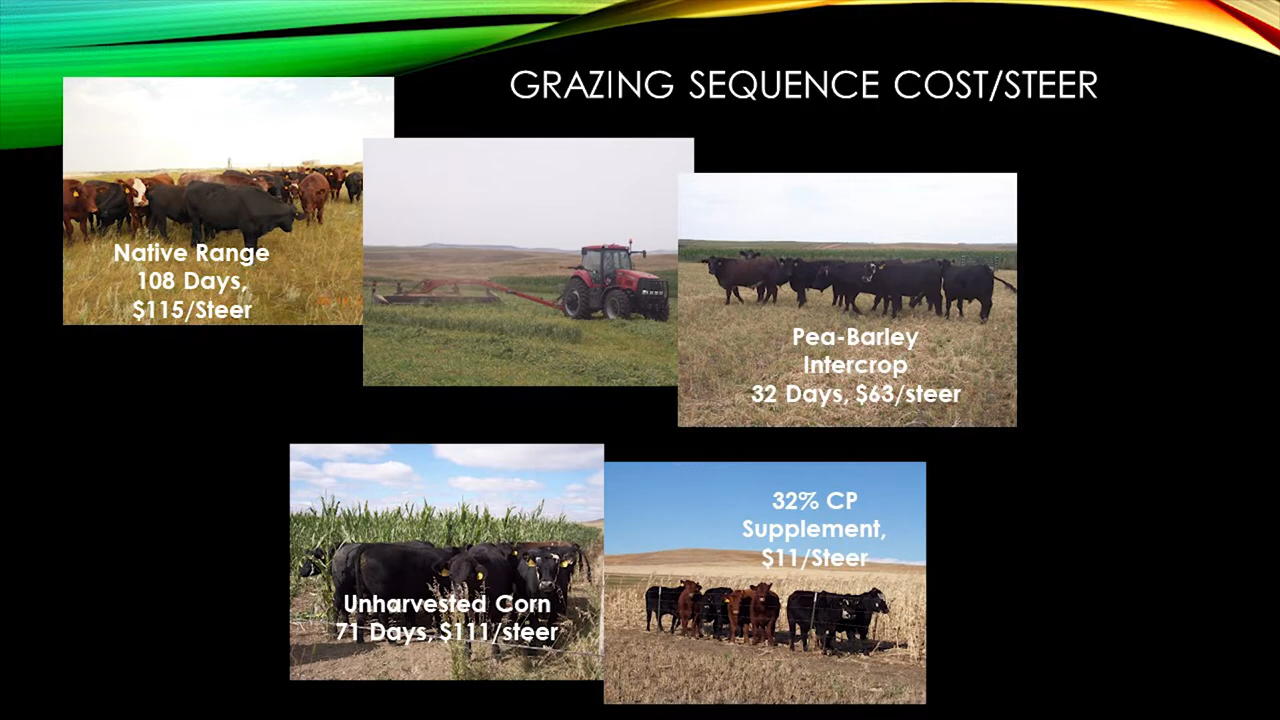 GRAZING SEQUENCE COST/STEER
Native Range
108 Days,
$115/Steer
Pea-Barley
Intercrop
32 Days, $63/steer
Unharvested Corn
71 Days, $111/steer
32% CP
Supplement,
$11/Steer